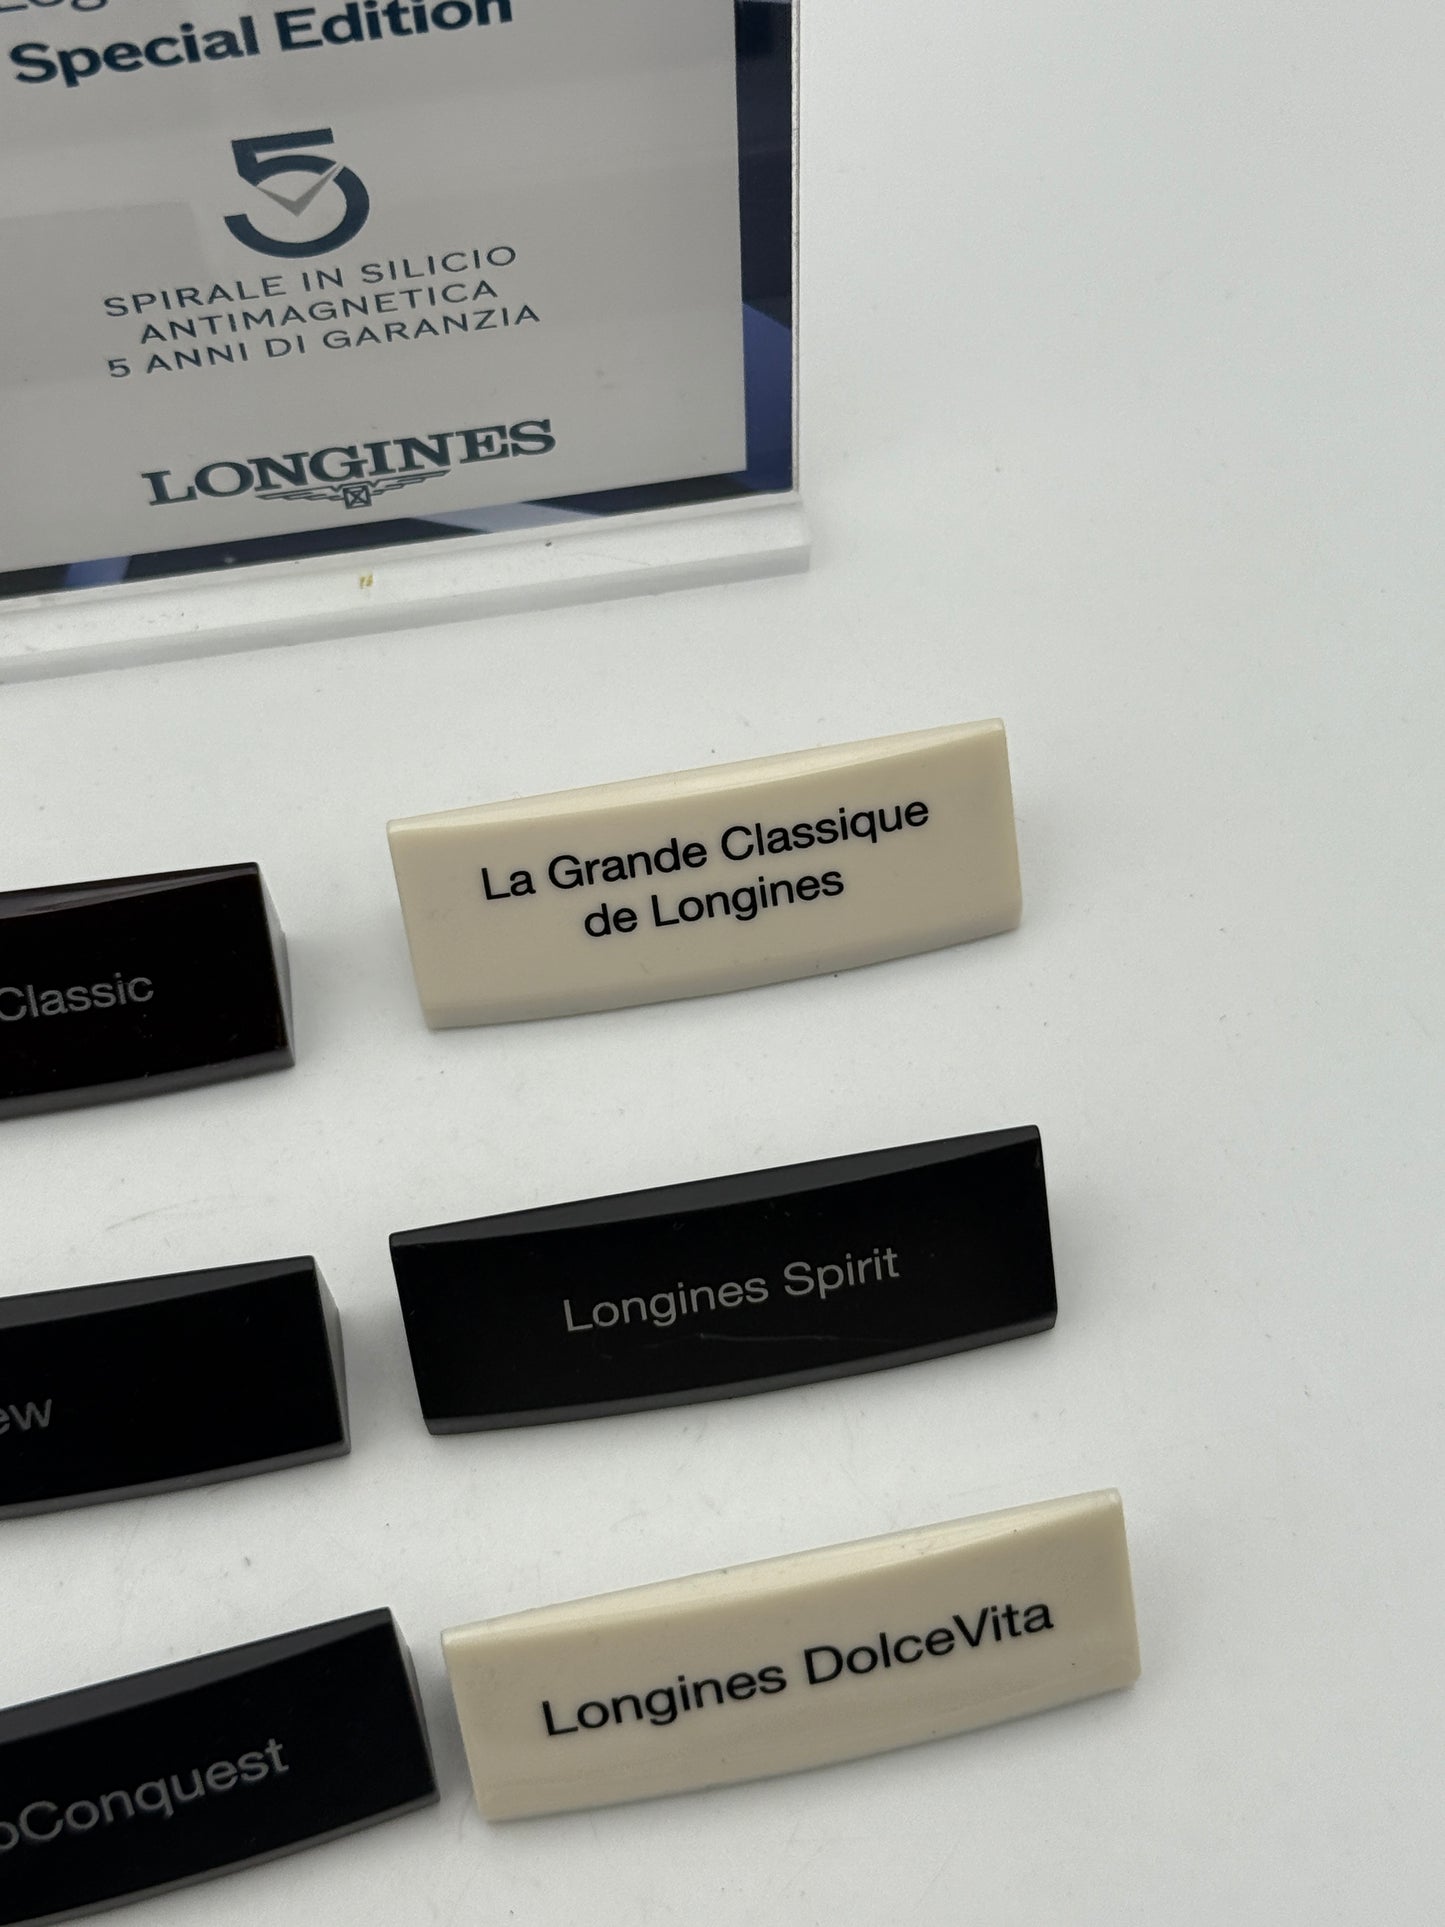 Special Edition
5
SPIRALE IN SILICIO
ANTIMAGNETICA
5 ANNI DI GARANZIA
LONGINES
La Grande Classique
de Longines
Classic
Longines Spirit
Longines DolceVita